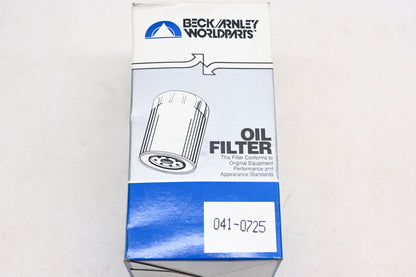 BECK/ARNLEY
WORLDPARTS®
OIL
FILTER
This Filter Conforms to
Original Equipment
Performance and
Appearance Standards
041-0725